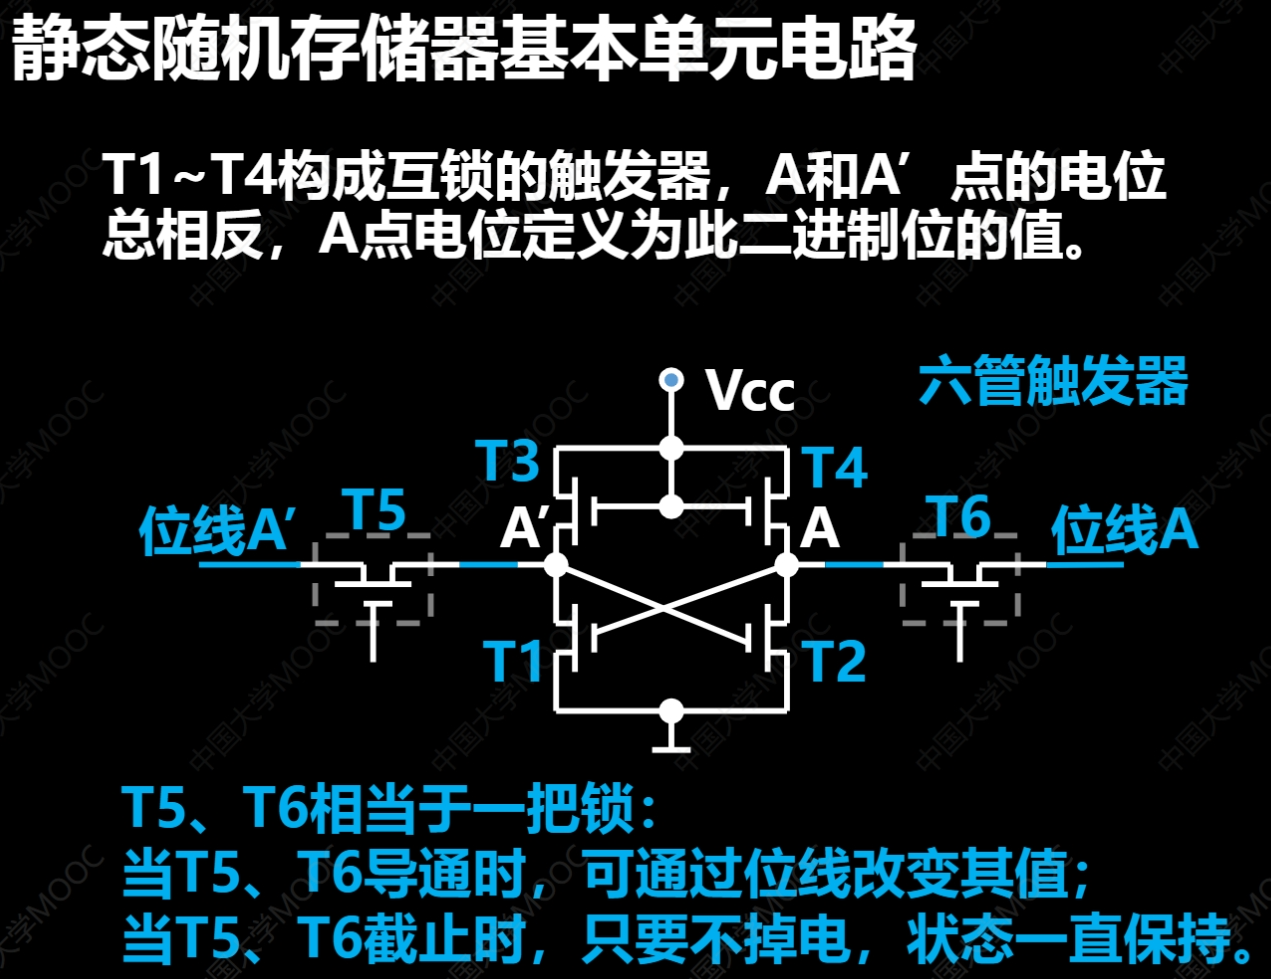 静态随机存储器基本单元电路
T1~T4构成互锁的触发器，A和A′ 点的电位
总相反，A点电位定义为此二进制位的值。
六管触发器
Vcc
T3
T4
位线A′
T5
A′
A
T6
位线A
T1
T2
T5、T6相当于一把锁：
当T5、T6导通时，可通过位线改变其值；
当T5、T6截止时，只要不掉电，状态一直保持。
中国大学MOOC